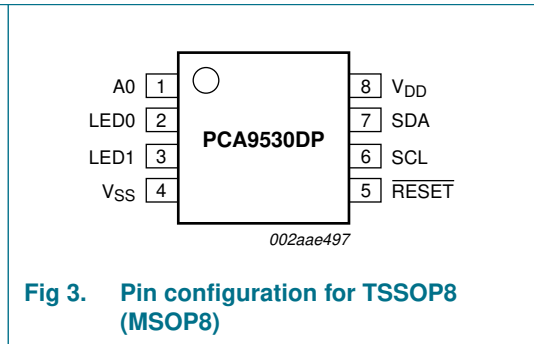 A0 1
LED0 2
LED1 3
VSS 4
PCA9530DP
8 VDD
7 SDA
6 SCL
5 RESET
002aae497
Fig 3. Pin configuration for TSSOP8
(MSOP8)